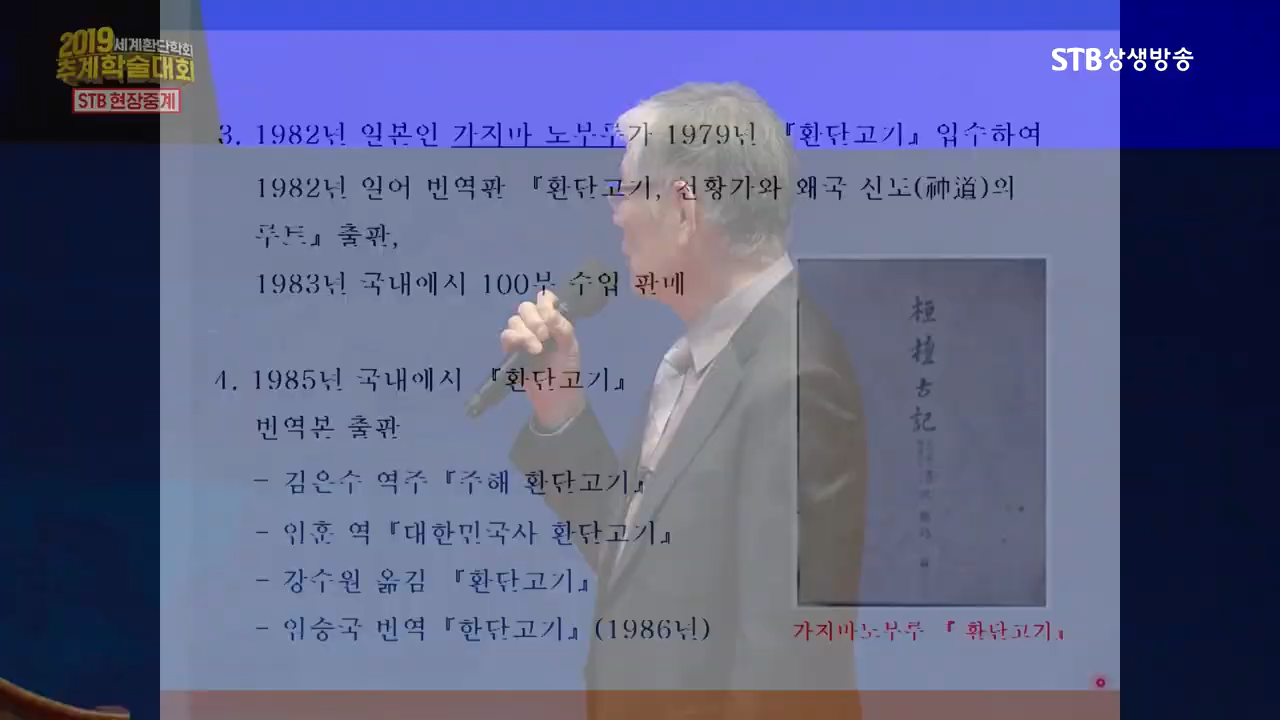 2019 세계환단학회
추계학술대회
STB 현장중계
STB상생방송
3. 1982년 일본인 가지마 노부루가 1979년 『환단고기』 입수하여
1982년 일어 번역판 『환단고기, 천황가와 왜국 신도(神道)의
루트』 출판,
1983년 국내에서 100부 수입 판매
4. 1985년 국내에서 『환단고기』
번역본 출판
- 김은수 역주『주해 환단고기』
- 임훈 역『대한민국사 환단고기』
- 강수원 옮김 『환단고기』
- 임승국 번역『한단고기』(1986년)
桓檀古記
가지마노부루 『 환단고기』